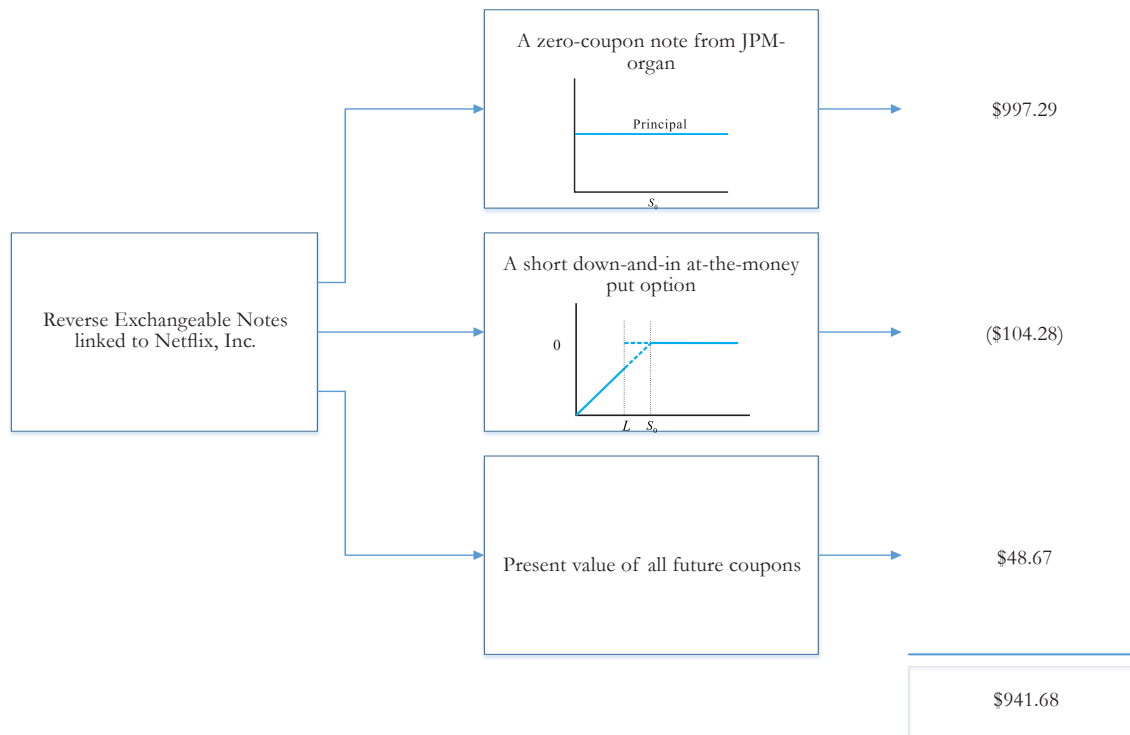 A zero-coupon note from JPM-
organ
Principal
S₀
$997.29
Reverse Exchangeable Notes
linked to Netflix, Inc.
A short down-and-in at-the-money
put option
0
L S₀
($104.28)
Present value of all future coupons
$48.67
$941.68